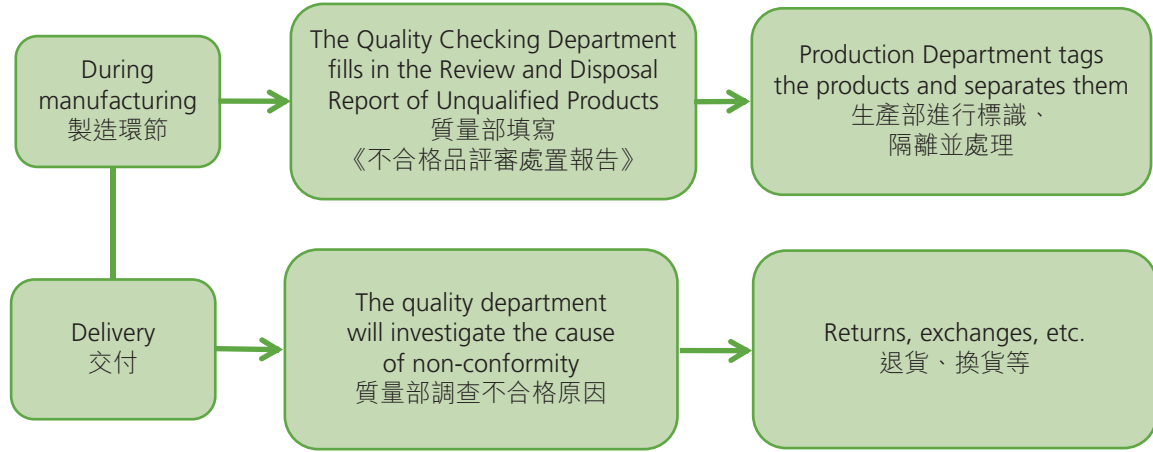 During
manufacturing
製造環節
The Quality Checking Department
fills in the Review and Disposal
Report of Unqualified Products
質量部填寫
《不合格品評審處置報告》
Production Department tags
the products and separates them
生產部進行標識、
隔離並處理
Delivery
交付
The quality department
will investigate the cause
of non-conformity
質量部調查不合格原因
Returns, exchanges, etc.
退貨、換貨等